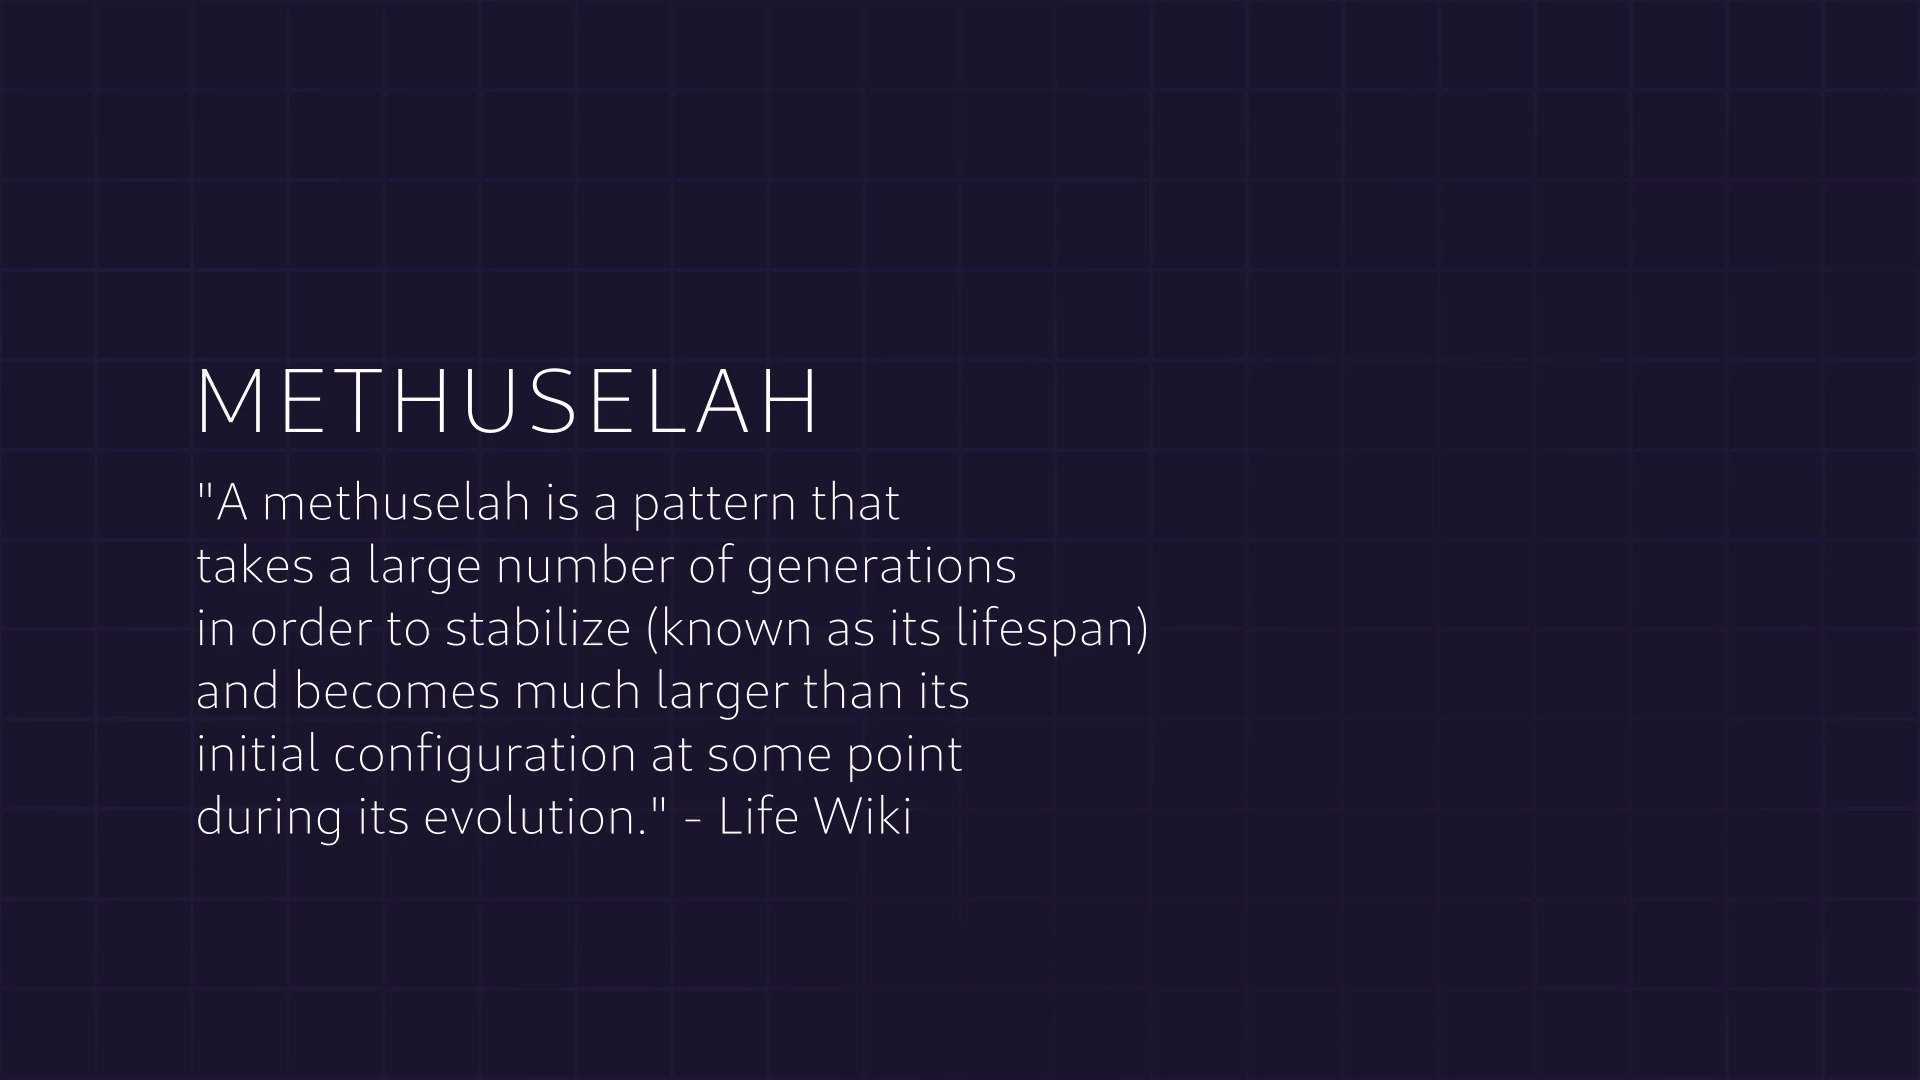 METHUSELAH
"A methuselah is a pattern that
takes a large number of generations
in order to stabilize (known as its lifespan)
and becomes much larger than its
initial configuration at some point
during its evolution." - Life Wiki